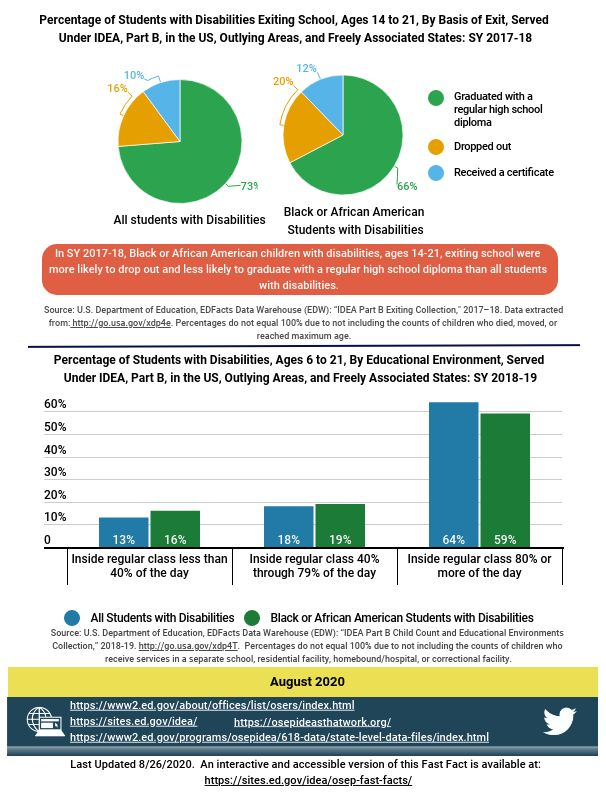 Percentage of Students with Disabilities Exiting School, Ages 14 to 21, By Basis of Exit, Served
Under IDEA, Part B, in the US, Outlying Areas, and Freely Associated States: SY 2017-18
10%
16%
73%
All students with Disabilities
12%
20%
66%
Black or African American
Students with Disabilities
Graduated with a
regular high school
diploma
Dropped out
Received a certificate
In SY 2017-18, Black or African American children with disabilities, ages 14-21, exiting school were
more likely to drop out and less likely to graduate with a regular high school diploma than all students
with disabilities.
Source: U.S. Department of Education, EDFacts Data Warehouse (EDW): “IDEA Part B Exiting Collection,” 2017–18. Data extracted
from: http://go.usa.gov/xdp4e. Percentages do not equal 100% due to not including the counts of children who died, moved, or
reached maximum age.
Percentage of Students with Disabilities, Ages 6 to 21, By Educational Environment, Served
Under IDEA, Part B, in the US, Outlying Areas, and Freely Associated States: SY 2018-19
60%
50%
40%
30%
20%
10%
0
13% 16% 18% 19% 64% 59%
Inside regular class less than
40% of the day
Inside regular class 40%
through 79% of the day
Inside regular class 80% or
more of the day
All Students with Disabilities Black or African American Students with Disabilities
Source: U.S. Department of Education, EDFacts Data Warehouse (EDW): “IDEA Part B Child Count and Educational Environments
Collection,” 2018-19. http://go.usa.gov/xdp4T. Percentages do not equal 100% due to not including the counts of children who
receive services in a separate school, residential facility, homebound/hospital, or correctional facility.
August 2020
https://www2.ed.gov/about/offices/list/osers/index.html
https://sites.ed.gov/idea/ https://osepideasthatwork.org/
https://www2.ed.gov/programs/osepidea/618-data/state-level-data-files/index.html
Last Updated 8/26/2020. An interactive and accessible version of this Fast Fact is available at:
https://sites.ed.gov/idea/osep-fast-facts/